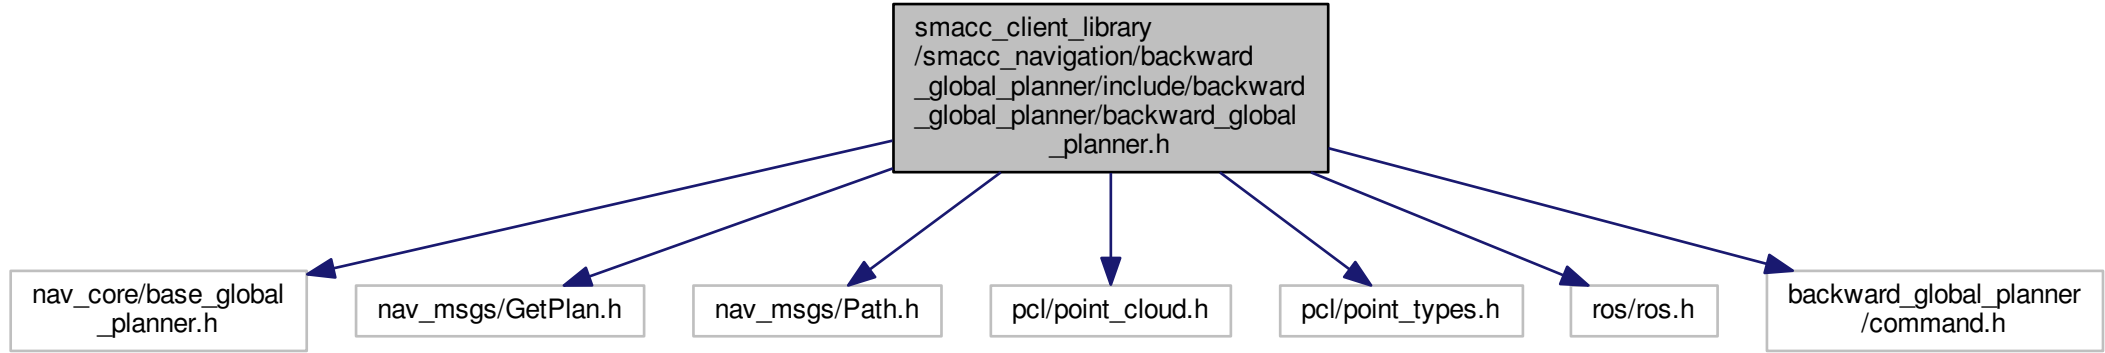 smacc_client_library
/smacc_navigation/backward
_global_planner/include/backward
_global_planner/backward_global
_planner.h
nav_core/base_global
_planner.h
nav_msgs/GetPlan.h
nav_msgs/Path.h
pcl/point_cloud.h
pcl/point_types.h
ros/ros.h
backward_global_planner
/command.h